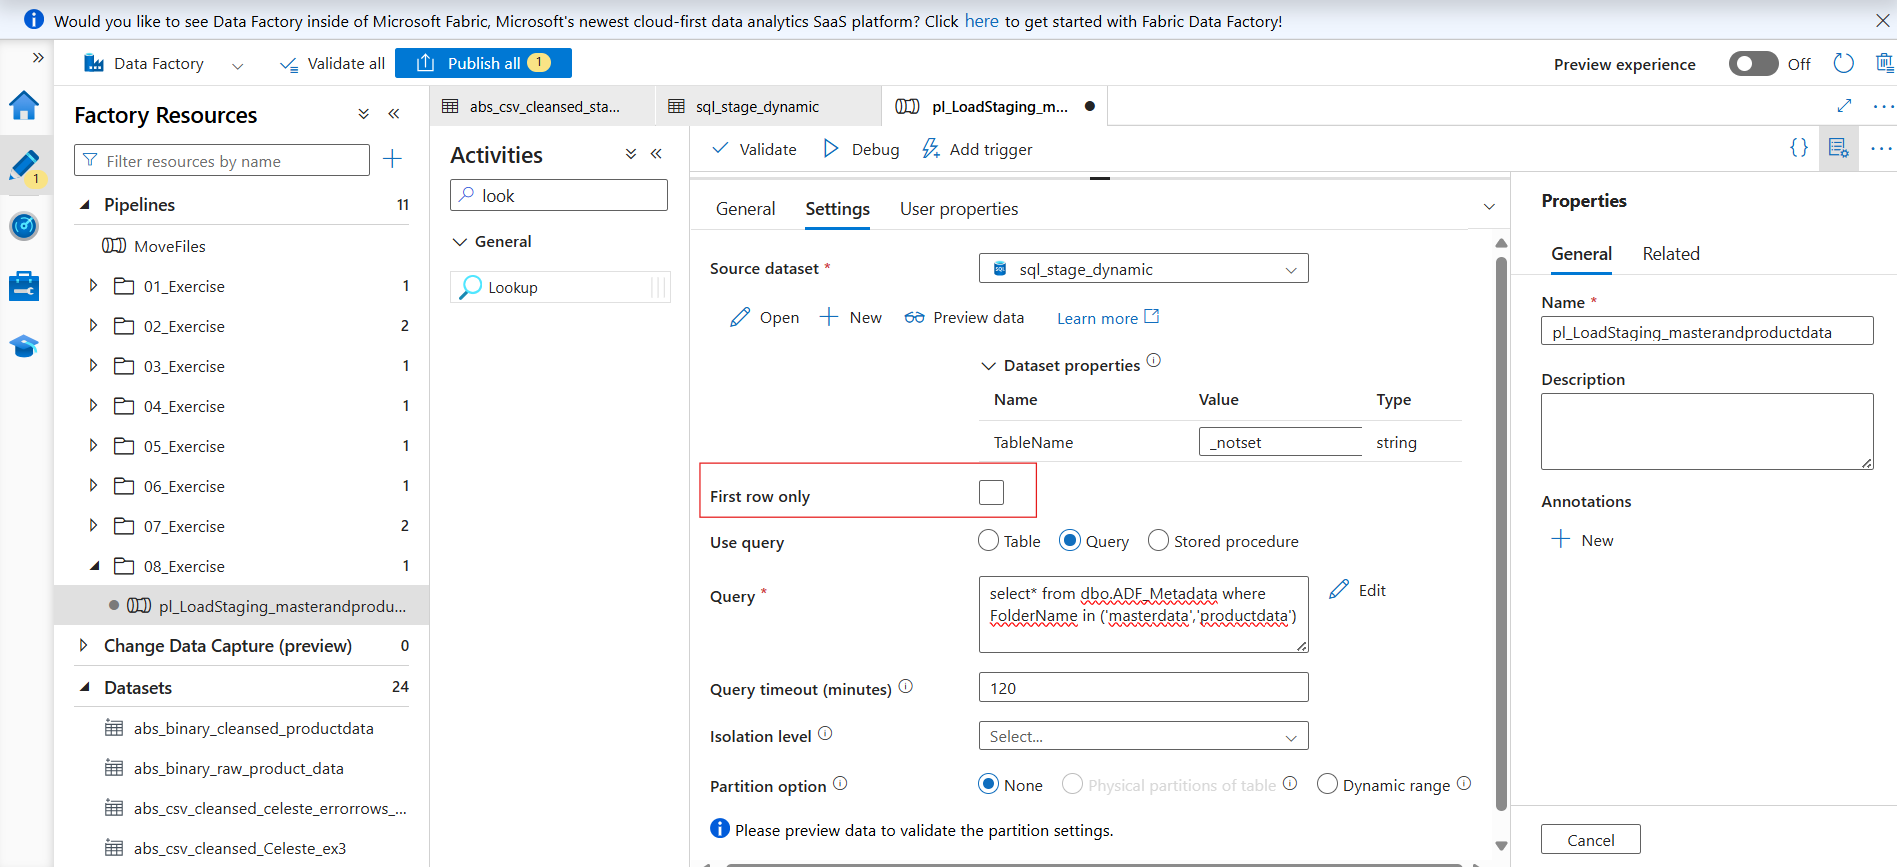 Would you like to see Data Factory inside of Microsoft Fabric, Microsoft's newest cloud-first data analytics SaaS platform? Click here to get started with Fabric Data Factory!
Data Factory
Validate all
Publish all 1
Preview experience
Off
1
Factory Resources
Filter resources by name
Pipelines 11
MoveFiles
01_Exercise 1
02_Exercise 2
03_Exercise 1
04_Exercise 1
05_Exercise 1
06_Exercise 1
07_Exercise 2
08_Exercise 1
pl_LoadStaging_masterandprodu...
Change Data Capture (preview) 0
Datasets 24
abs_binary_cleansed_productdata
abs_binary_raw_product_data
abs_csv_cleansed_celeste_errorrows_...
abs_csv_cleansed_Celeste_ex3
abs_csv_cleansed_sta...
sql_stage_dynamic
pl_LoadStaging_m...
Activities
look
General
Lookup
Validate
Debug
Add trigger
{}
General Settings User properties
Source dataset *
sql_stage_dynamic
Open New Preview data Learn more
Dataset properties
Name Value Type
TableName _notset string
First row only
Use query
Table Query Stored procedure
Query *
select* from dbo.ADF_Metadata where
FolderName in ('masterdata','productdata')
Edit
Query timeout (minutes)
120
Isolation level
Select...
Partition option
None Physical partitions of table Dynamic range
Please preview data to validate the partition settings.
Properties
General Related
Name *
pl_LoadStaging_masterandproductdata
Description
Annotations
New
Cancel